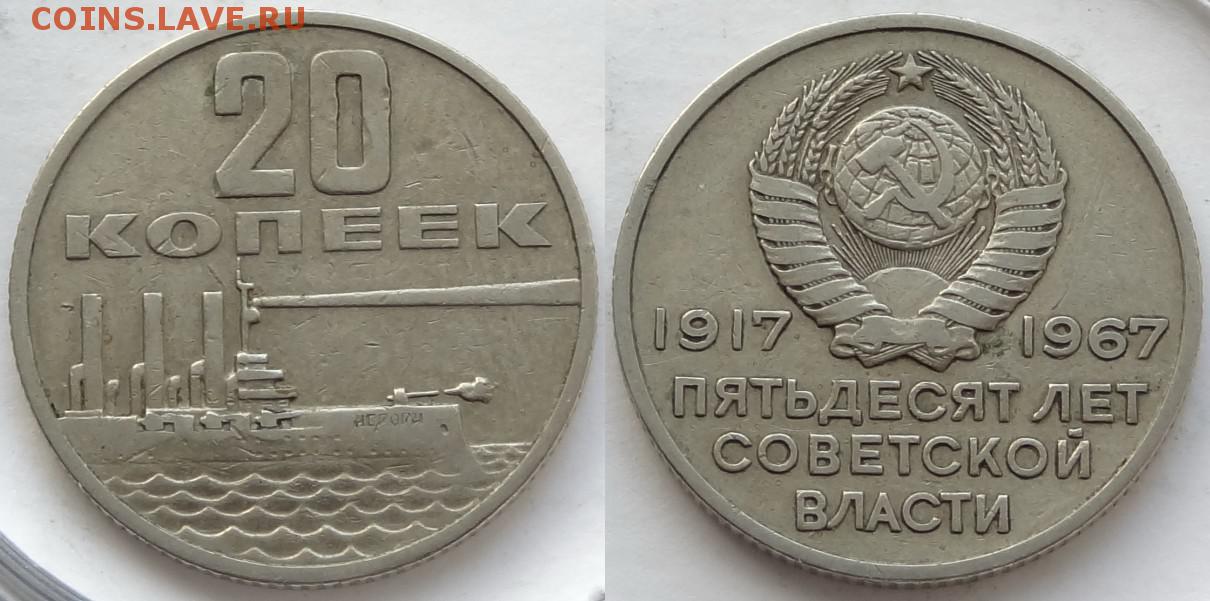 COINS.LAVE.RU
20
КОПЕЕК
1917 1967
ПЯТЬДЕСЯТ ЛЕТ
СОВЕТСКОЙ
ВЛАСТИ